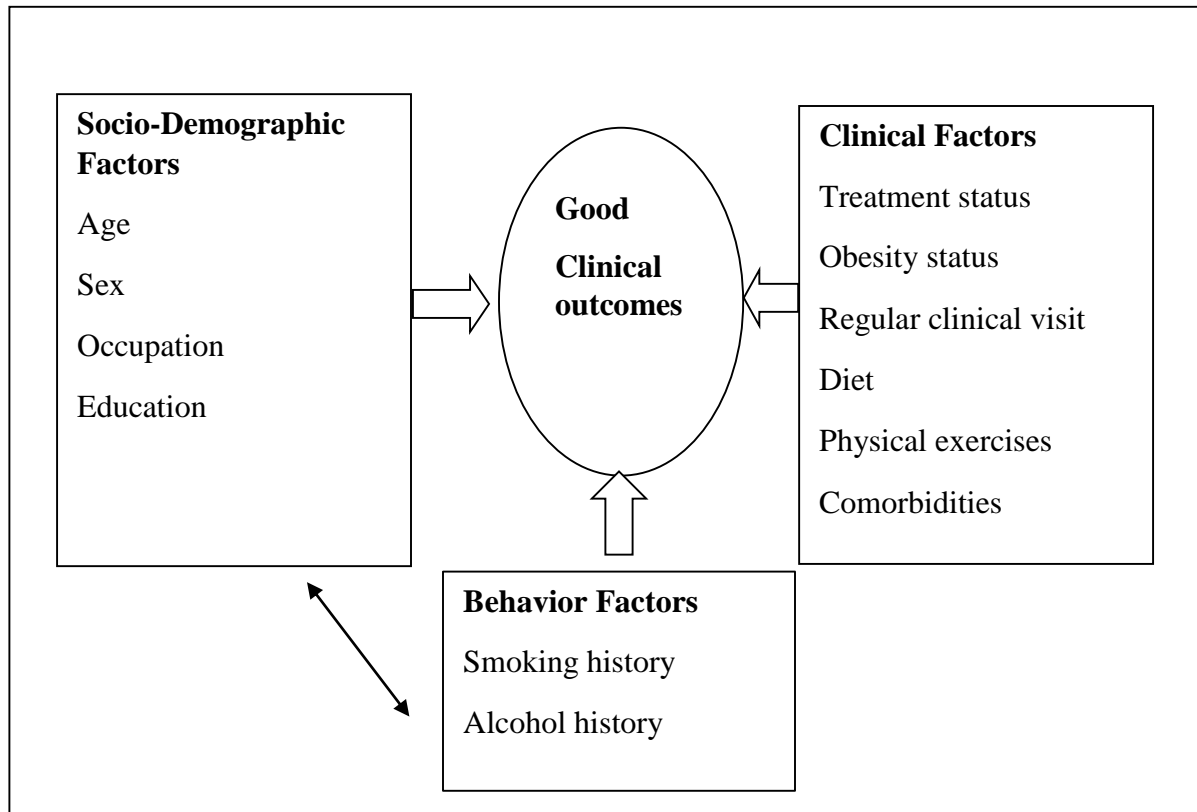 Socio-Demographic
Factors
Age
Sex
Occupation
Education
Good
Clinical
outcomes
Clinical Factors
Treatment status
Obesity status
Regular clinical visit
Diet
Physical exercises
Comorbidities
Behavior Factors
Smoking history
Alcohol history